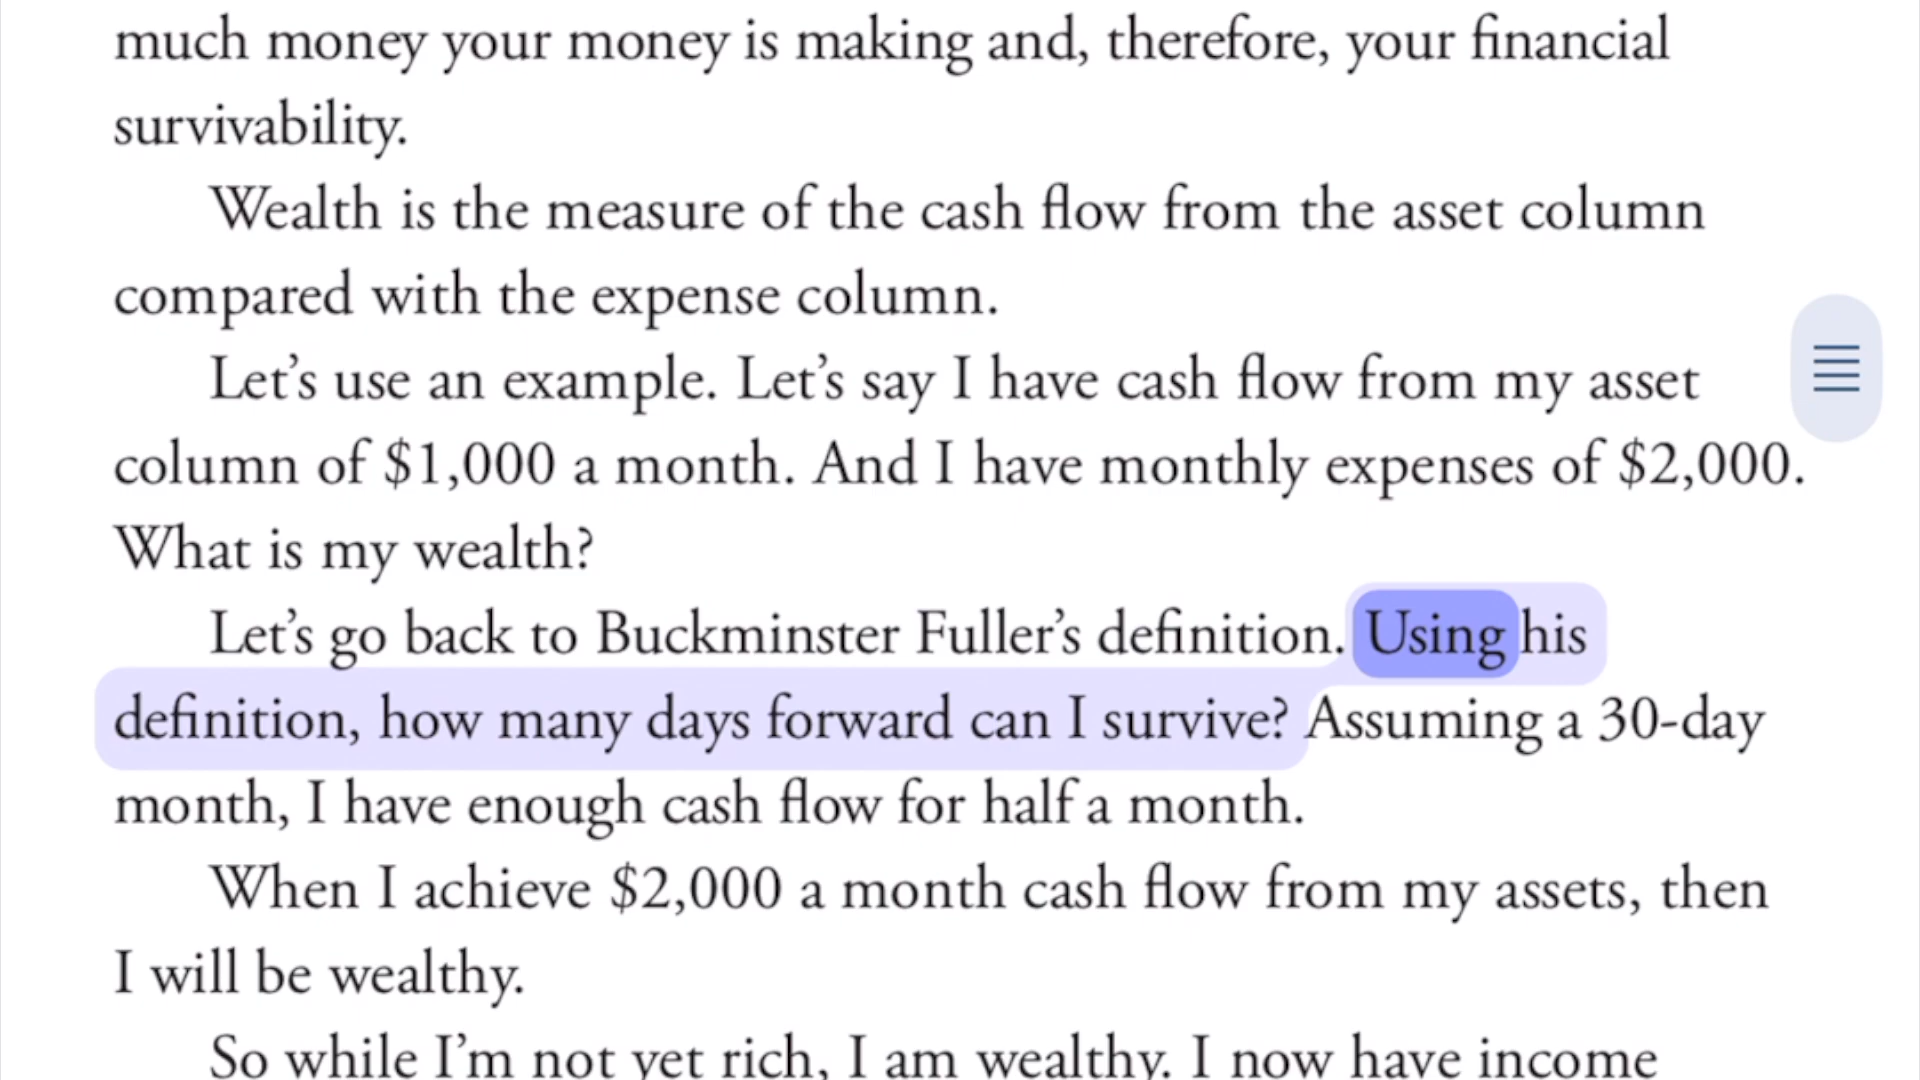 much money your money is making and, therefore, your financial
survivability.
Wealth is the measure of the cash flow from the asset column
compared with the expense column.
Let’s use an example. Let’s say I have cash flow from my asset
column of $1,000 a month. And I have monthly expenses of $2,000.
What is my wealth?
Let’s go back to Buckminster Fuller’s definition. Using his
definition, how many days forward can I survive? Assuming a 30-day
month, I have enough cash flow for half a month.
When I achieve $2,000 a month cash flow from my assets, then
I will be wealthy.
So while I’m not yet rich, I am wealthy. I now have income